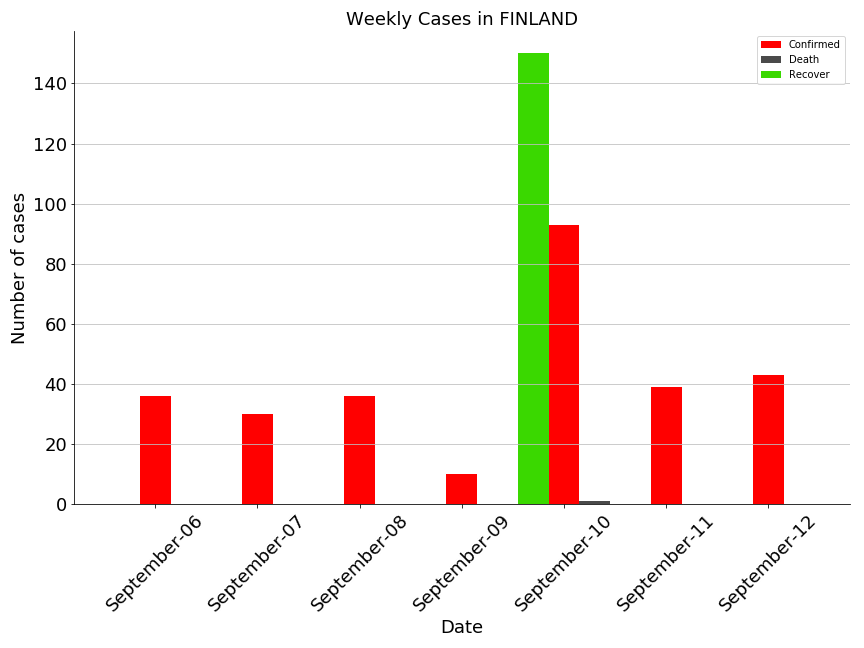 Weekly Cases in FINLAND
Confirmed
Death
Recover
Number of cases
140
120
100
80
60
40
20
0
September-06
September-07
September-08
September-09
September-10
September-11
September-12
Date